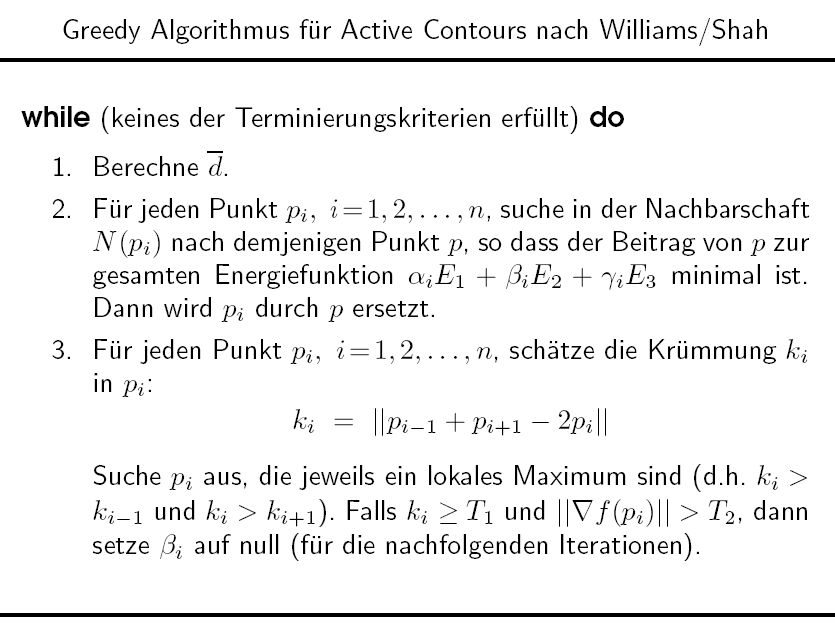 Greedy Algorithmus für Active Contours nach Williams/Shah
while (keines der Terminierungskriterien erfüllt) do
1. Berechne $\overline{d}$.
2. Für jeden Punkt $p_i,\ i=1,2,\ldots,n$, suche in der Nachbarschaft
$N(p_i)$ nach demjenigen Punkt $p$, so dass der Beitrag von $p$ zur
gesamten Energiefunktion $\alpha_i E_1 + \beta_i E_2 + \gamma_i E_3$ minimal ist.
Dann wird $p_i$ durch $p$ ersetzt.
3. Für jeden Punkt $p_i,\ i=1,2,\ldots,n$, schätze die Krümmung $k_i$
in $p_i$:
$k_i = ||p_{i-1} + p_{i+1} - 2p_i||$
Suche $p_i$ aus, die jeweils ein lokales Maximum sind (d.h. $k_i >$
$k_{i-1}$ und $k_i > k_{i+1}$). Falls $k_i \geq T_1$ und $||\nabla f(p_i)|| > T_2$, dann
setze $\beta_i$ auf null (für die nachfolgenden Iterationen).